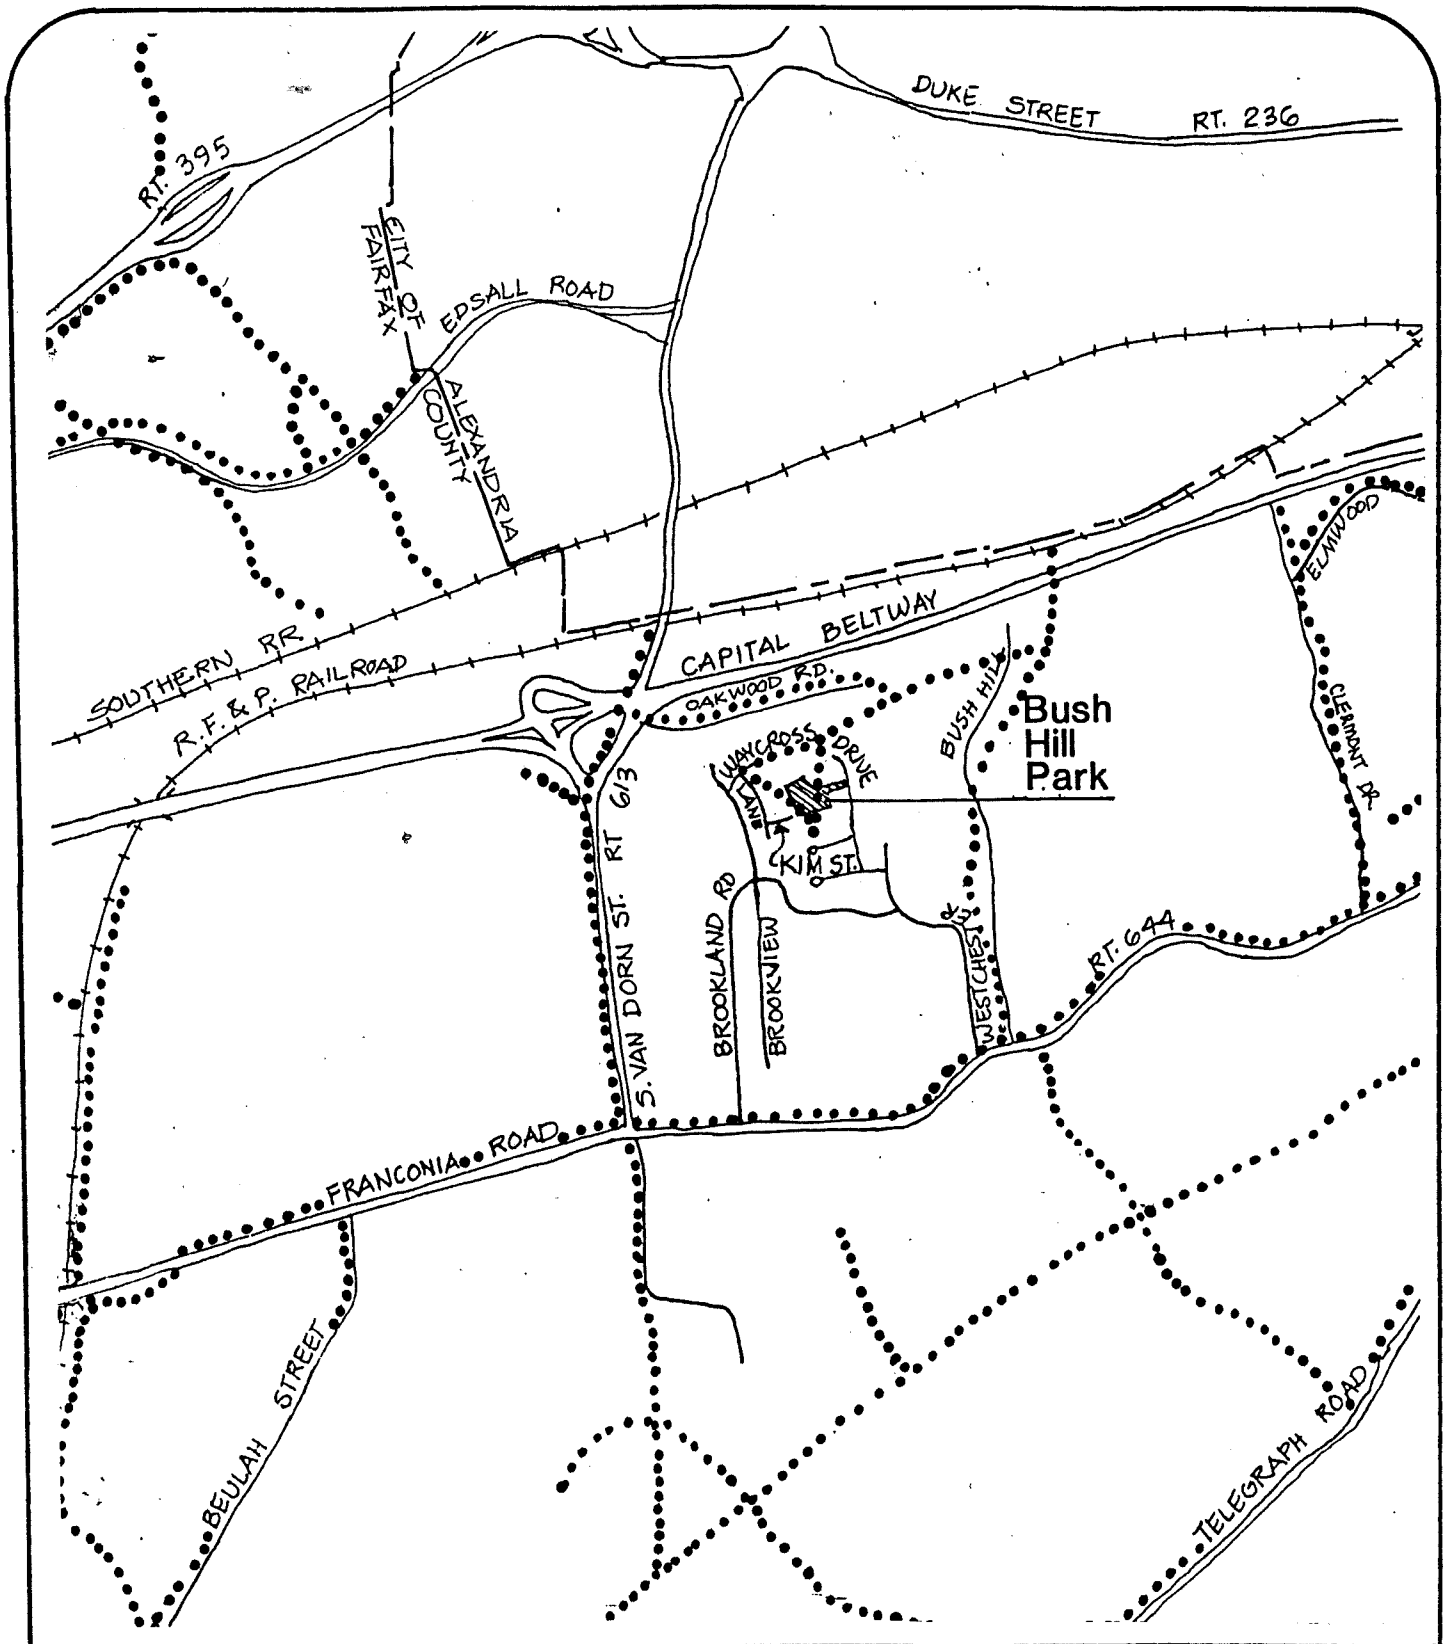 DUKE STREET RT. 236
RT. 395
CITY OF
FAIRFAX
EDSALL ROAD
ALEXANDRIA
COUNTY
SOUTHERN RR
R.F. & P. RAILROAD
CAPITAL BELTWAY
OAKWOOD RD.
ELMWOOD
BUSH HILL
Bush
Hill
Park
WAYCROSS DRIVE
LANE
CLERMONT DR.
S. VAN DORN ST. RT 613
KIM ST.
BROOKLAND RD
BROOKVIEW
WESTCHESTER
RT. 644
FRANCONIA ROAD
BEULAH STREET
TELEGRAPH ROAD